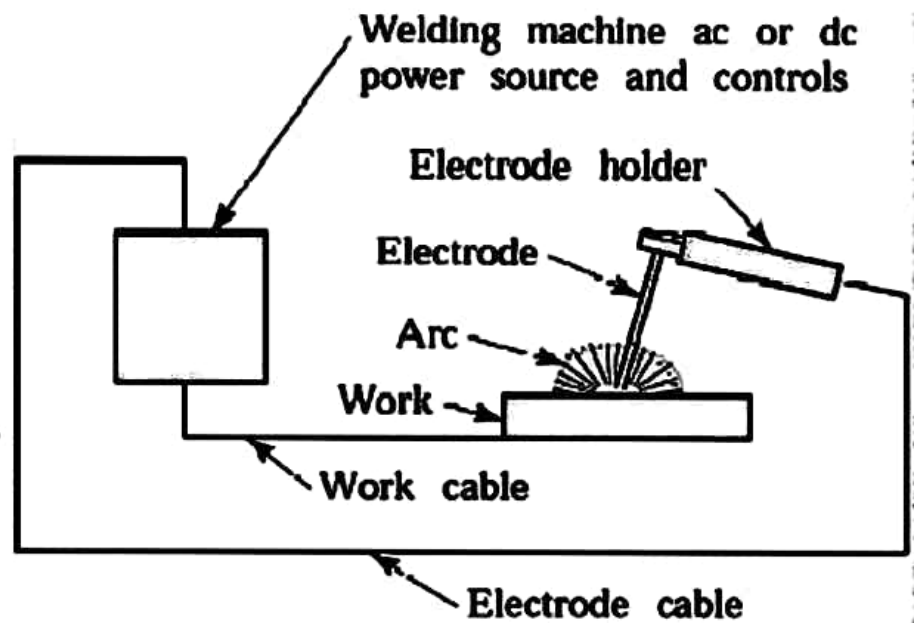 Welding machine ac or dc
power source and controls
Electrode holder
Electrode
Arc
Work
Work cable
Electrode cable